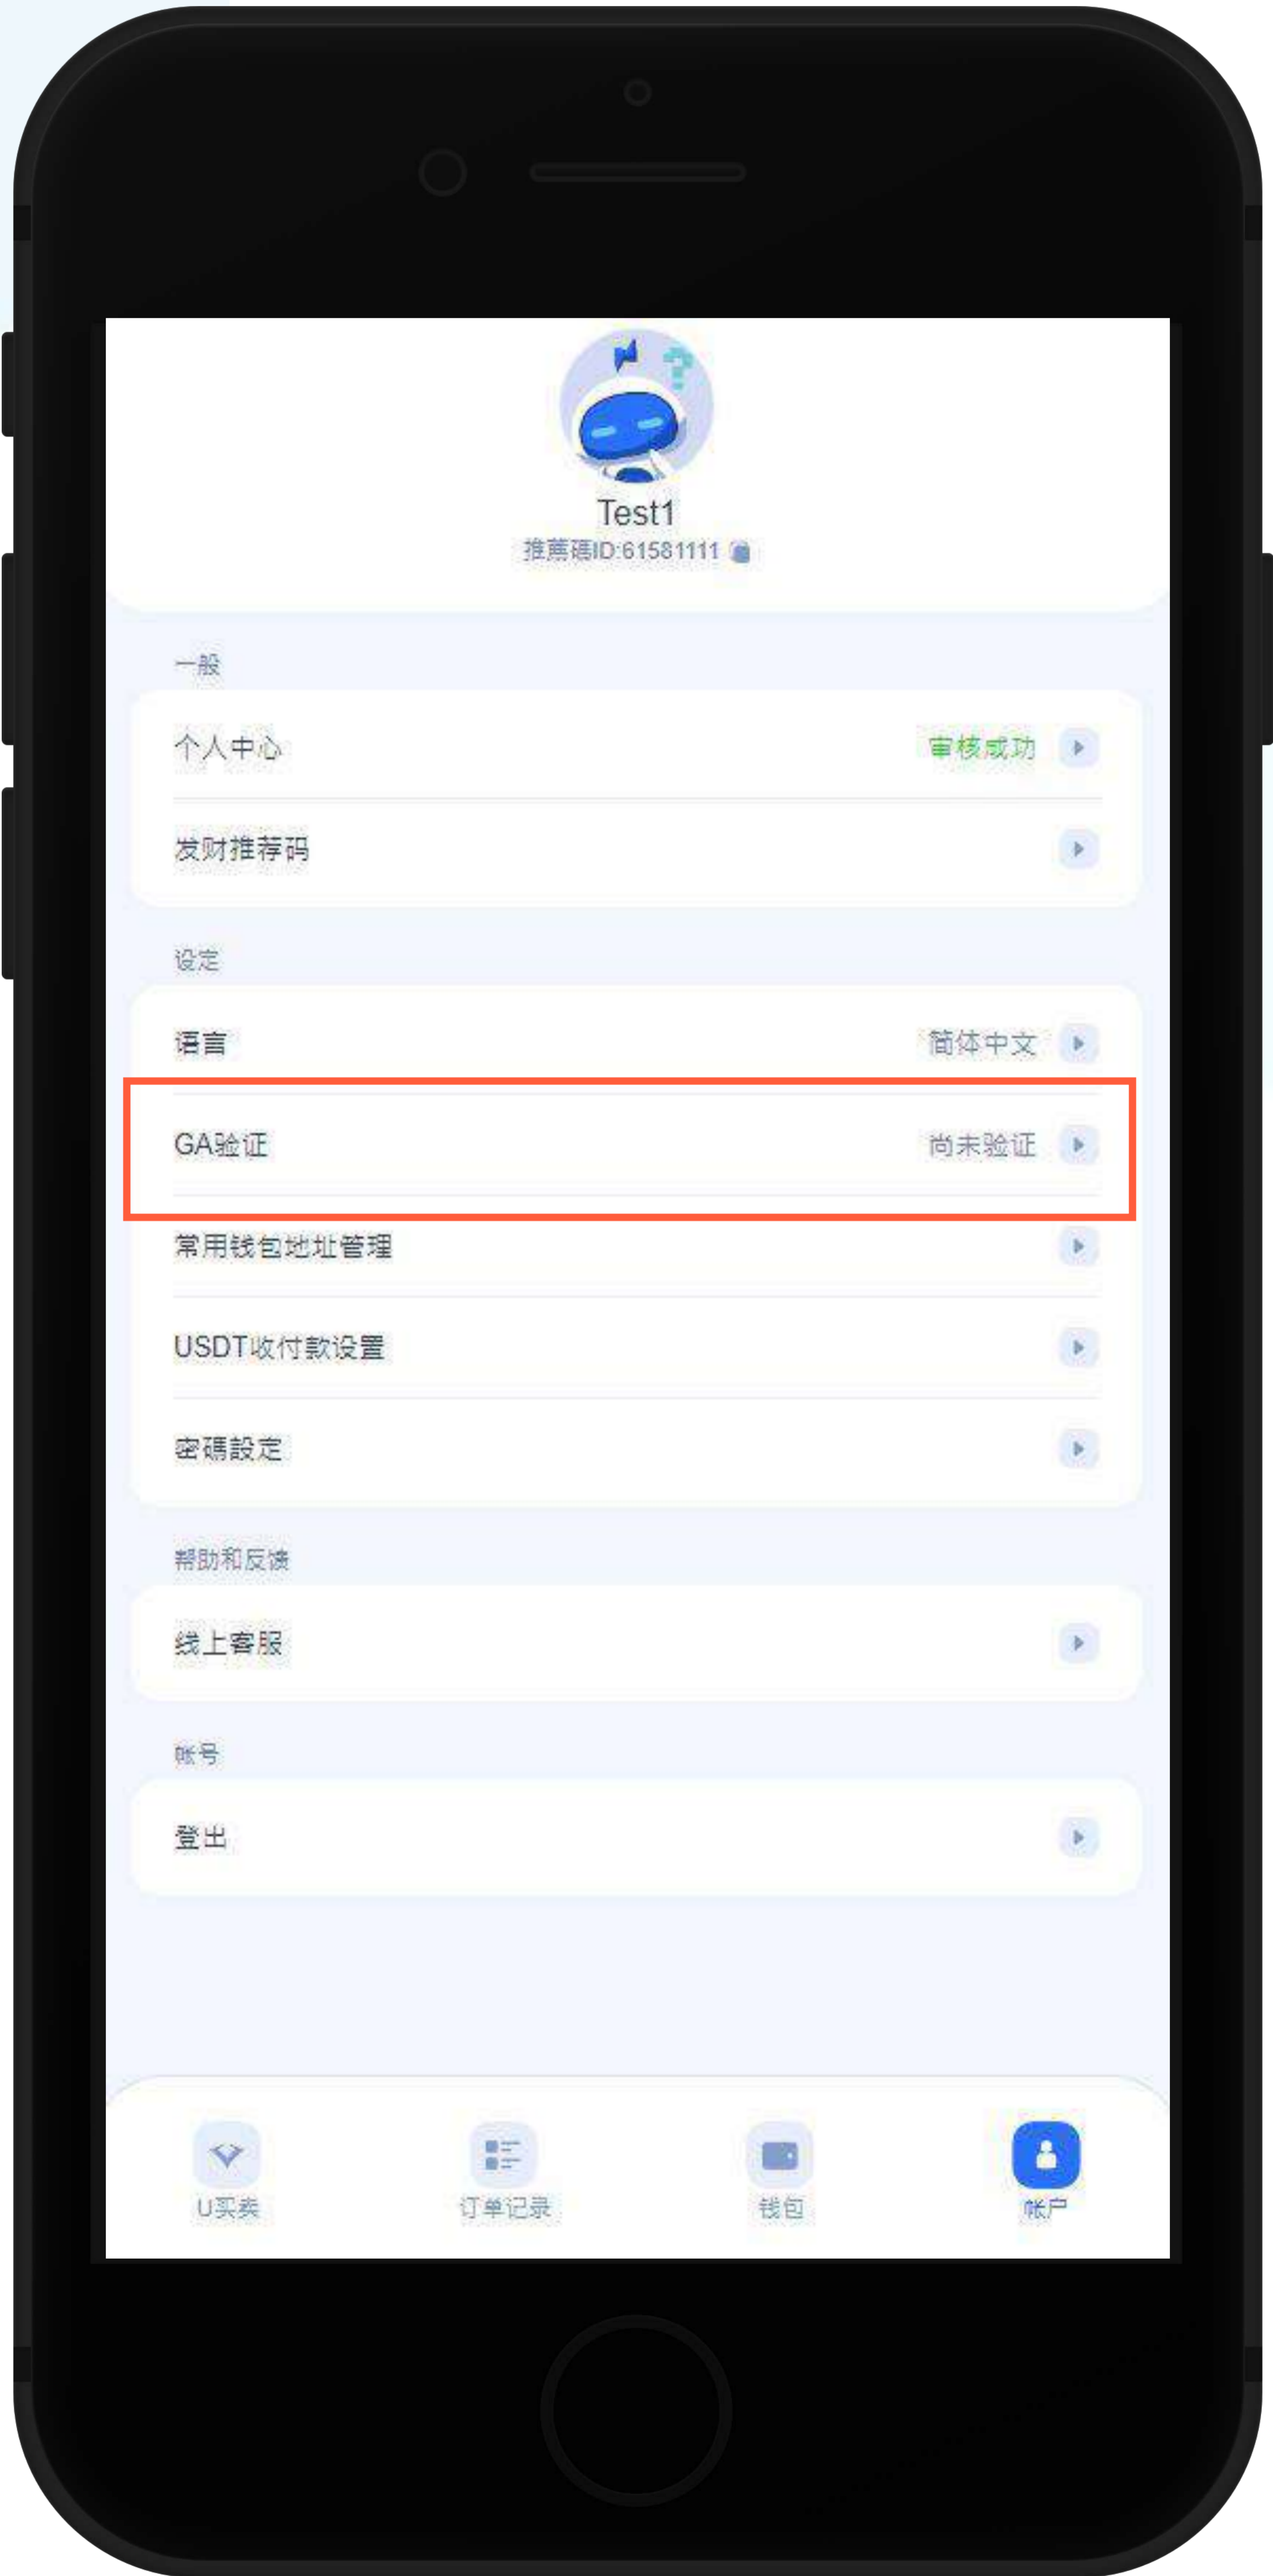 Test1
推薦碼ID:61581111
一般
个人中心 审核成功
发财推荐码
设定
语言 简体中文
GA验证 尚未验证
常用钱包地址管理
USDT收付款设置
密碼設定
帮助和反馈
线上客服
帐号
登出
U买卖 订单记录 钱包 帐户